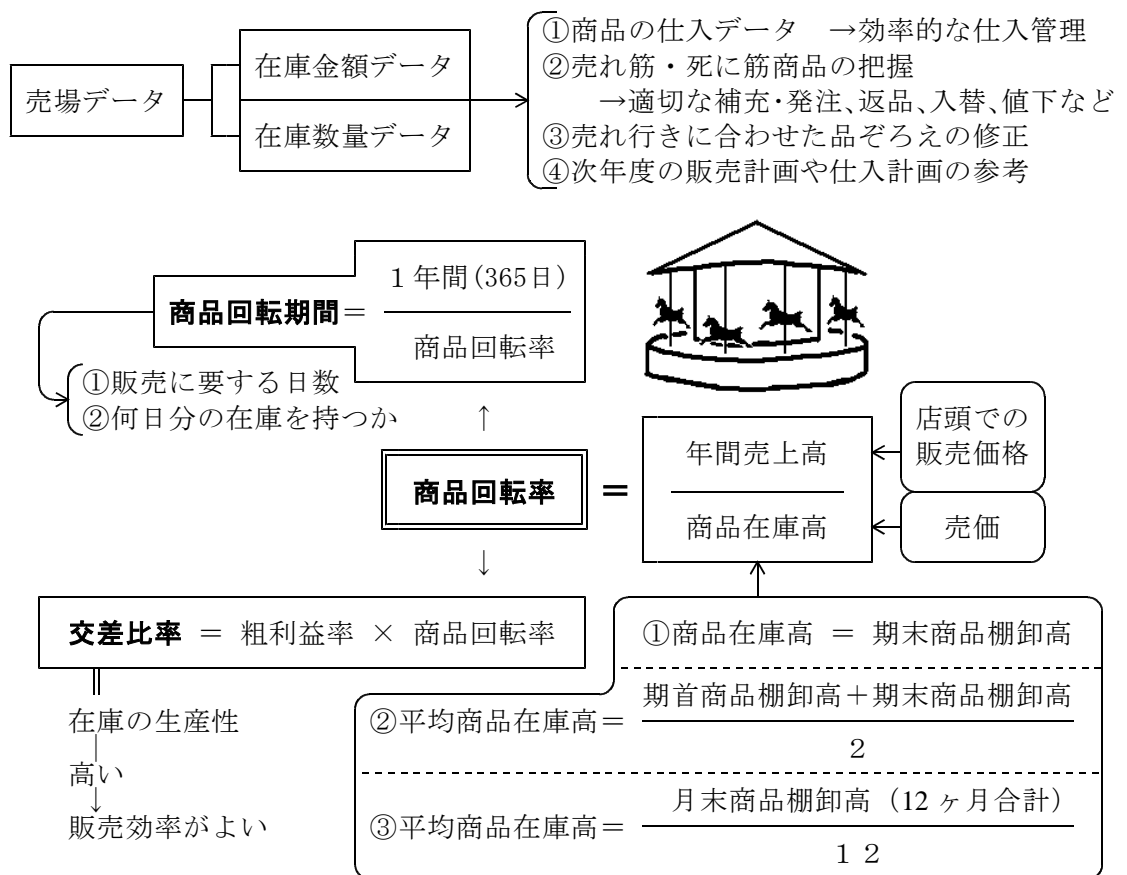 売場データ
在庫金額データ
在庫数量データ
①商品の仕入データ →効率的な仕入管理
②売れ筋・死に筋商品の把握
→適切な補充・発注、返品、入替、値下など
③売れ行きに合わせた品ぞろえの修正
④次年度の販売計画や仕入計画の参考
商品回転期間＝
１年間(365日)
商品回転率
①販売に要する日数
②何日分の在庫を持つか
↑
商品回転率
＝
年間売上高
商品在庫高
店頭での
販売価格
売価
↓
交差比率 ＝ 粗利益率 × 商品回転率
在庫の生産性
高い
↓
販売効率がよい
①商品在庫高 ＝ 期末商品棚卸高
②平均商品在庫高＝
期首商品棚卸高＋期末商品棚卸高
２
③平均商品在庫高＝
月末商品棚卸高（12 ヶ月合計）
１２